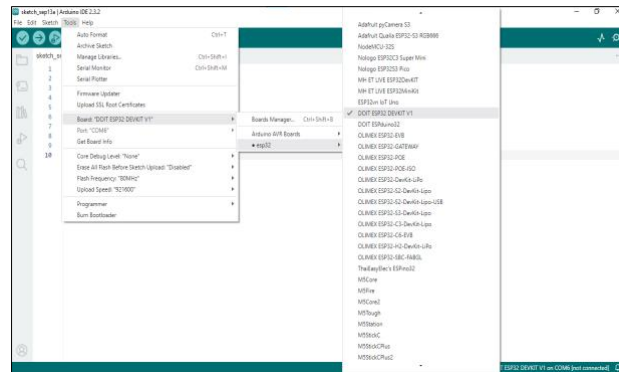 sketch_sep13a | Arduino IDE 2.3.2
File Edit Sketch Tools Help
Auto Format Ctrl+T
Archive Sketch
Manage Libraries... Ctrl+Shift+I
Serial Monitor Ctrl+Shift+M
Serial Plotter
Firmware Updater
Upload SSL Root Certificates
Board: "DOIT ESP32 DEVKIT V1"
Port: "COM6"
Get Board Info
Core Debug Level: "None"
Erase All Flash Before Sketch Upload: "Disabled"
Flash Frequency: "80MHz"
Upload Speed: "921600"
Programmer
Burn Bootloader
1
2
3
4
5
6
7
8
9
10
Boards Manager... Ctrl+Shift+B
Arduino AVR Boards
esp32
Adafruit pyCamera S3
Adafruit Qualia ESP32-S3 RGB666
NodeMCU-32S
Nologo ESP32C3 Super Mini
Nologo ESP32S3 Pico
MH ET LIVE ESP32DevKIT
MH ET LIVE ESP32MiniKit
ESP32vn IoT Uno
DOIT ESP32 DEVKIT V1
DOIT ESPduino32
OLIMEX ESP32-EVB
OLIMEX ESP32-GATEWAY
OLIMEX ESP32-POE
OLIMEX ESP32-POE-ISO
OLIMEX ESP32-DevKit-LiPo
OLIMEX ESP32-S2-DevKit-Lipo
OLIMEX ESP32-S2-DevKit-Lipo-USB
OLIMEX ESP32-S3-DevKit-Lipo
OLIMEX ESP32-C3-DevKit-Lipo
OLIMEX ESP32-C6-EVB
OLIMEX ESP32-H2-DevKit-LiPo
OLIMEX ESP32-SBC-FABGL
ThaiEasyElec's ESPino32
M5Core
M5Fire
M5Core2
M5Tough
M5Station
M5StickC
M5StickCPlus
M5StickCPlus2
DOIT ESP32 DEVKIT V1 on COM6 [not connected]